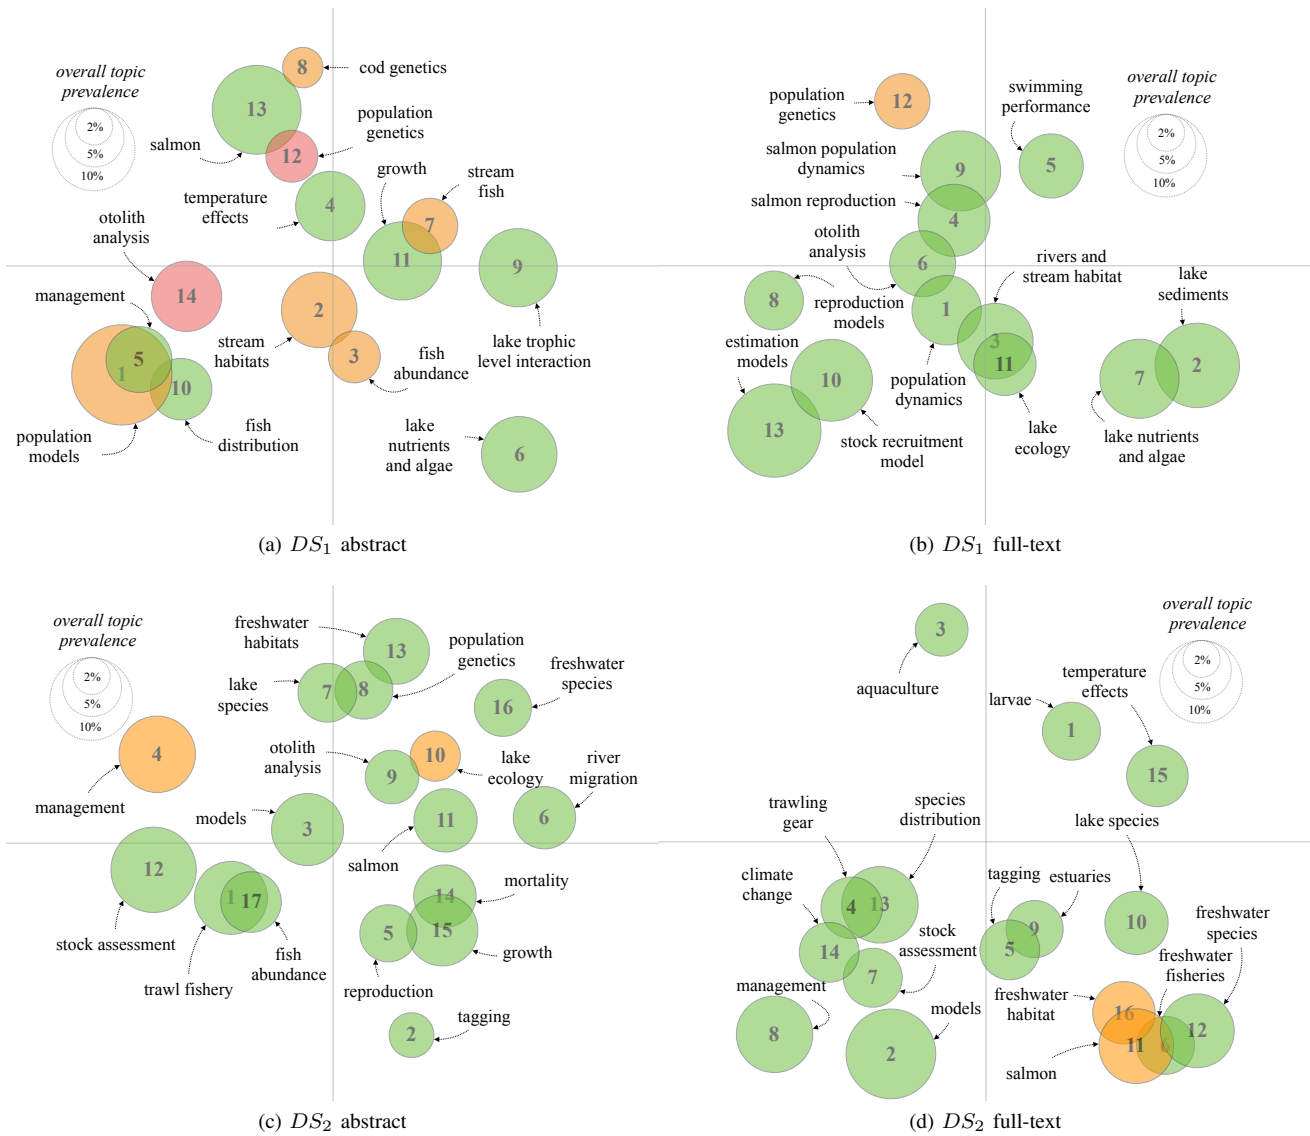 overall topic
prevalence
2%
5%
10%
8
cod genetics
13
salmon
population
genetics
12
temperature
effects
4
growth
stream
fish
7
11
9
lake trophic
level interaction
otolith
analysis
14
management
5
1
10
population
models
fish
distribution
2
stream
habitats
3
fish
abundance
lake
nutrients
and algae
6
(a) DS1 abstract
population
genetics
12
swimming
performance
5
overall topic
prevalence
2%
5%
10%
salmon population
dynamics
9
salmon reproduction
4
otolith
analysis
6
rivers and
stream habitat
lake
sediments
8
reproduction
models
1
3
11
estimation
models
10
13
population
dynamics
stock recruitment
model
lake
ecology
7
2
lake nutrients
and algae
(b) DS1 full-text
overall topic
prevalence
2%
5%
10%
freshwater
habitats
13
population
genetics
lake
species
7
8
freshwater
species
16
4
management
otolith
analysis
9
10
lake
ecology
river
migration
models
3
11
6
salmon
12
stock assessment
1
17
trawl fishery
fish
abundance
14
mortality
5
15
growth
reproduction
2
tagging
(c) DS2 abstract
3
aquaculture
overall topic
prevalence
2%
5%
10%
temperature
effects
larvae
1
15
trawling
gear
species
distribution
lake species
climate
change
4
13
14
7
stock
assessment
management
8
2
models
tagging
estuaries
9
5
10
freshwater
species
freshwater
fisheries
freshwater
habitat
16
11
6
12
salmon
(d) DS2 full-text